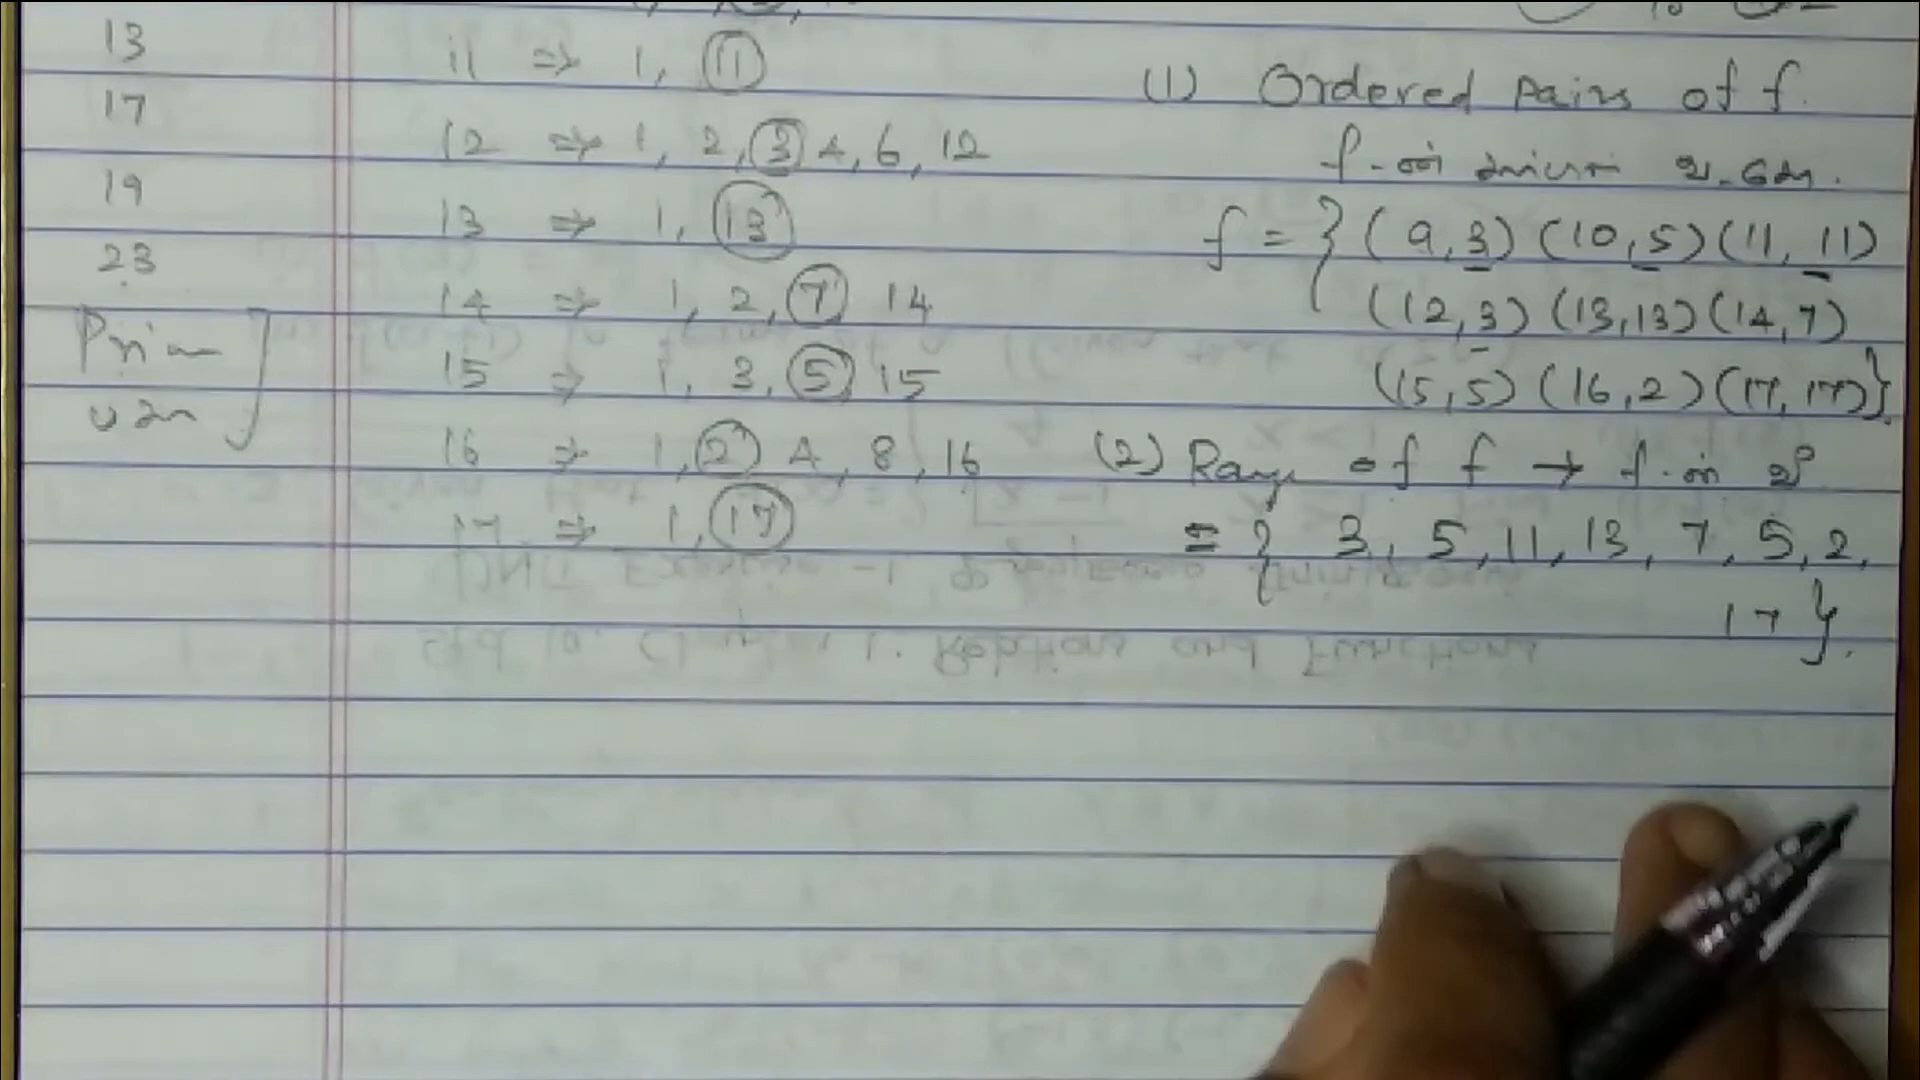 13
17
19
23
Prim
பகா
11 ⇒ 1, 11
12 ⇒ 1, 2, 3 4, 6, 12
13 ⇒ 1, 13
14 ⇒ 1, 2, 7 14
15 ⇒ 1, 3, 5 15
16 ⇒ 1, 2 4, 8, 16
17 ⇒ 1, 17
(1) Ordered Pairs of f.
f-ன்
f = { (9, 3) (10, 5) (11, 11)
(12, 3) (13, 13) (14, 7)
(15, 5) (16, 2) (17, 17) }.
(2) Range of f → f-ன்
= { 3, 5, 11, 13, 7, 5, 2,
17 }.